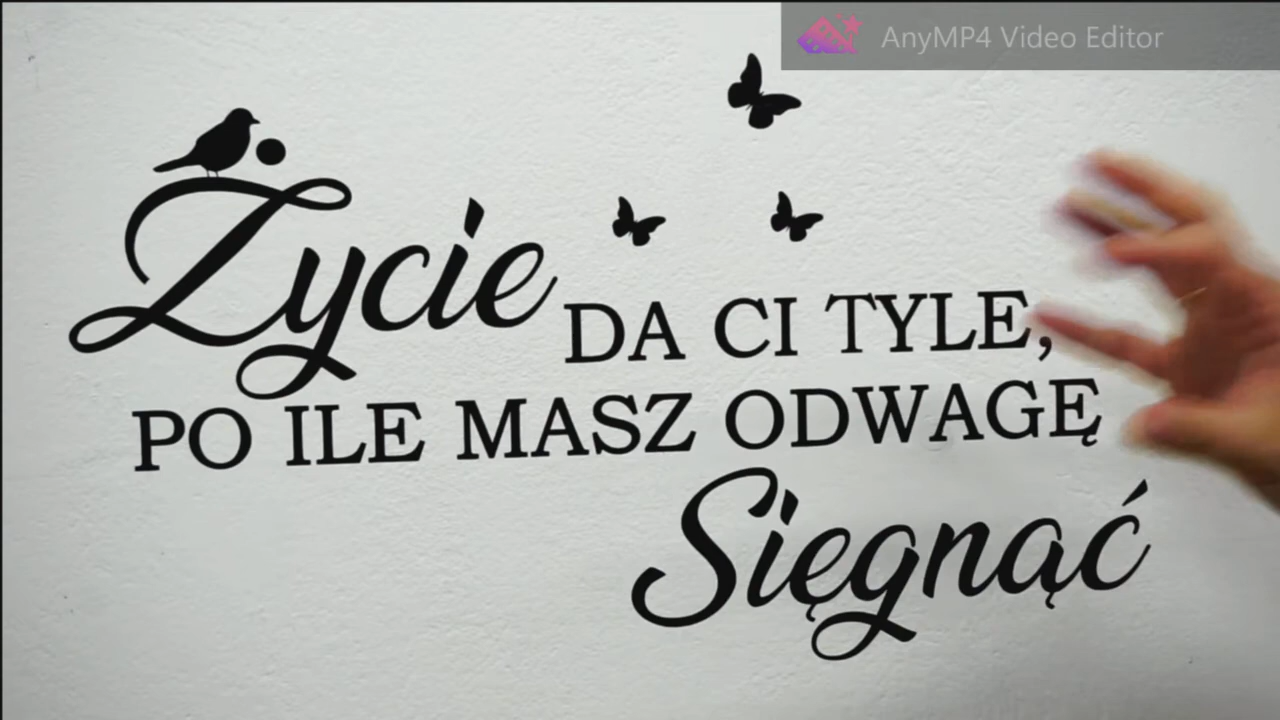 AnyMP4 Video Editor
Życie DA CI TYLE,
PO ILE MASZ ODWAGĘ
Sięgnąć